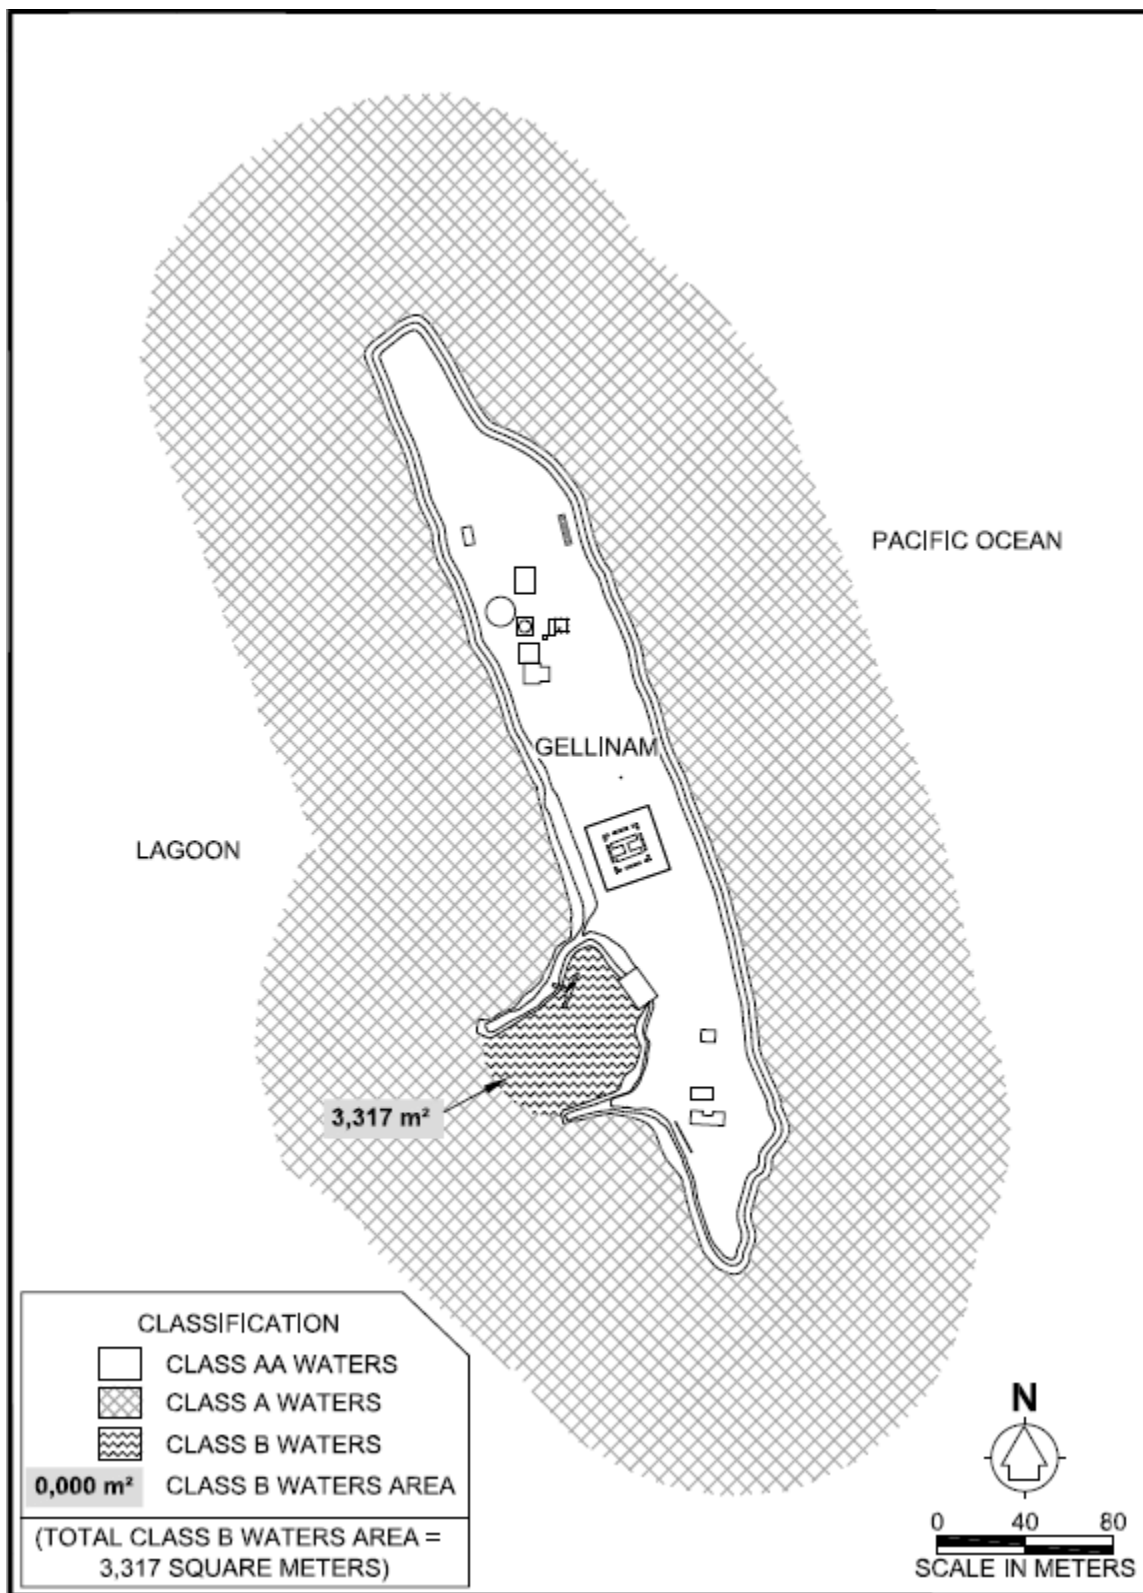 PACIFIC OCEAN
GELLINAM
LAGOON
3,317 m²
CLASSIFICATION
CLASS AA WATERS
CLASS A WATERS
CLASS B WATERS
0,000 m² CLASS B WATERS AREA
(TOTAL CLASS B WATERS AREA =
3,317 SQUARE METERS)
N
0 40 80
SCALE IN METERS